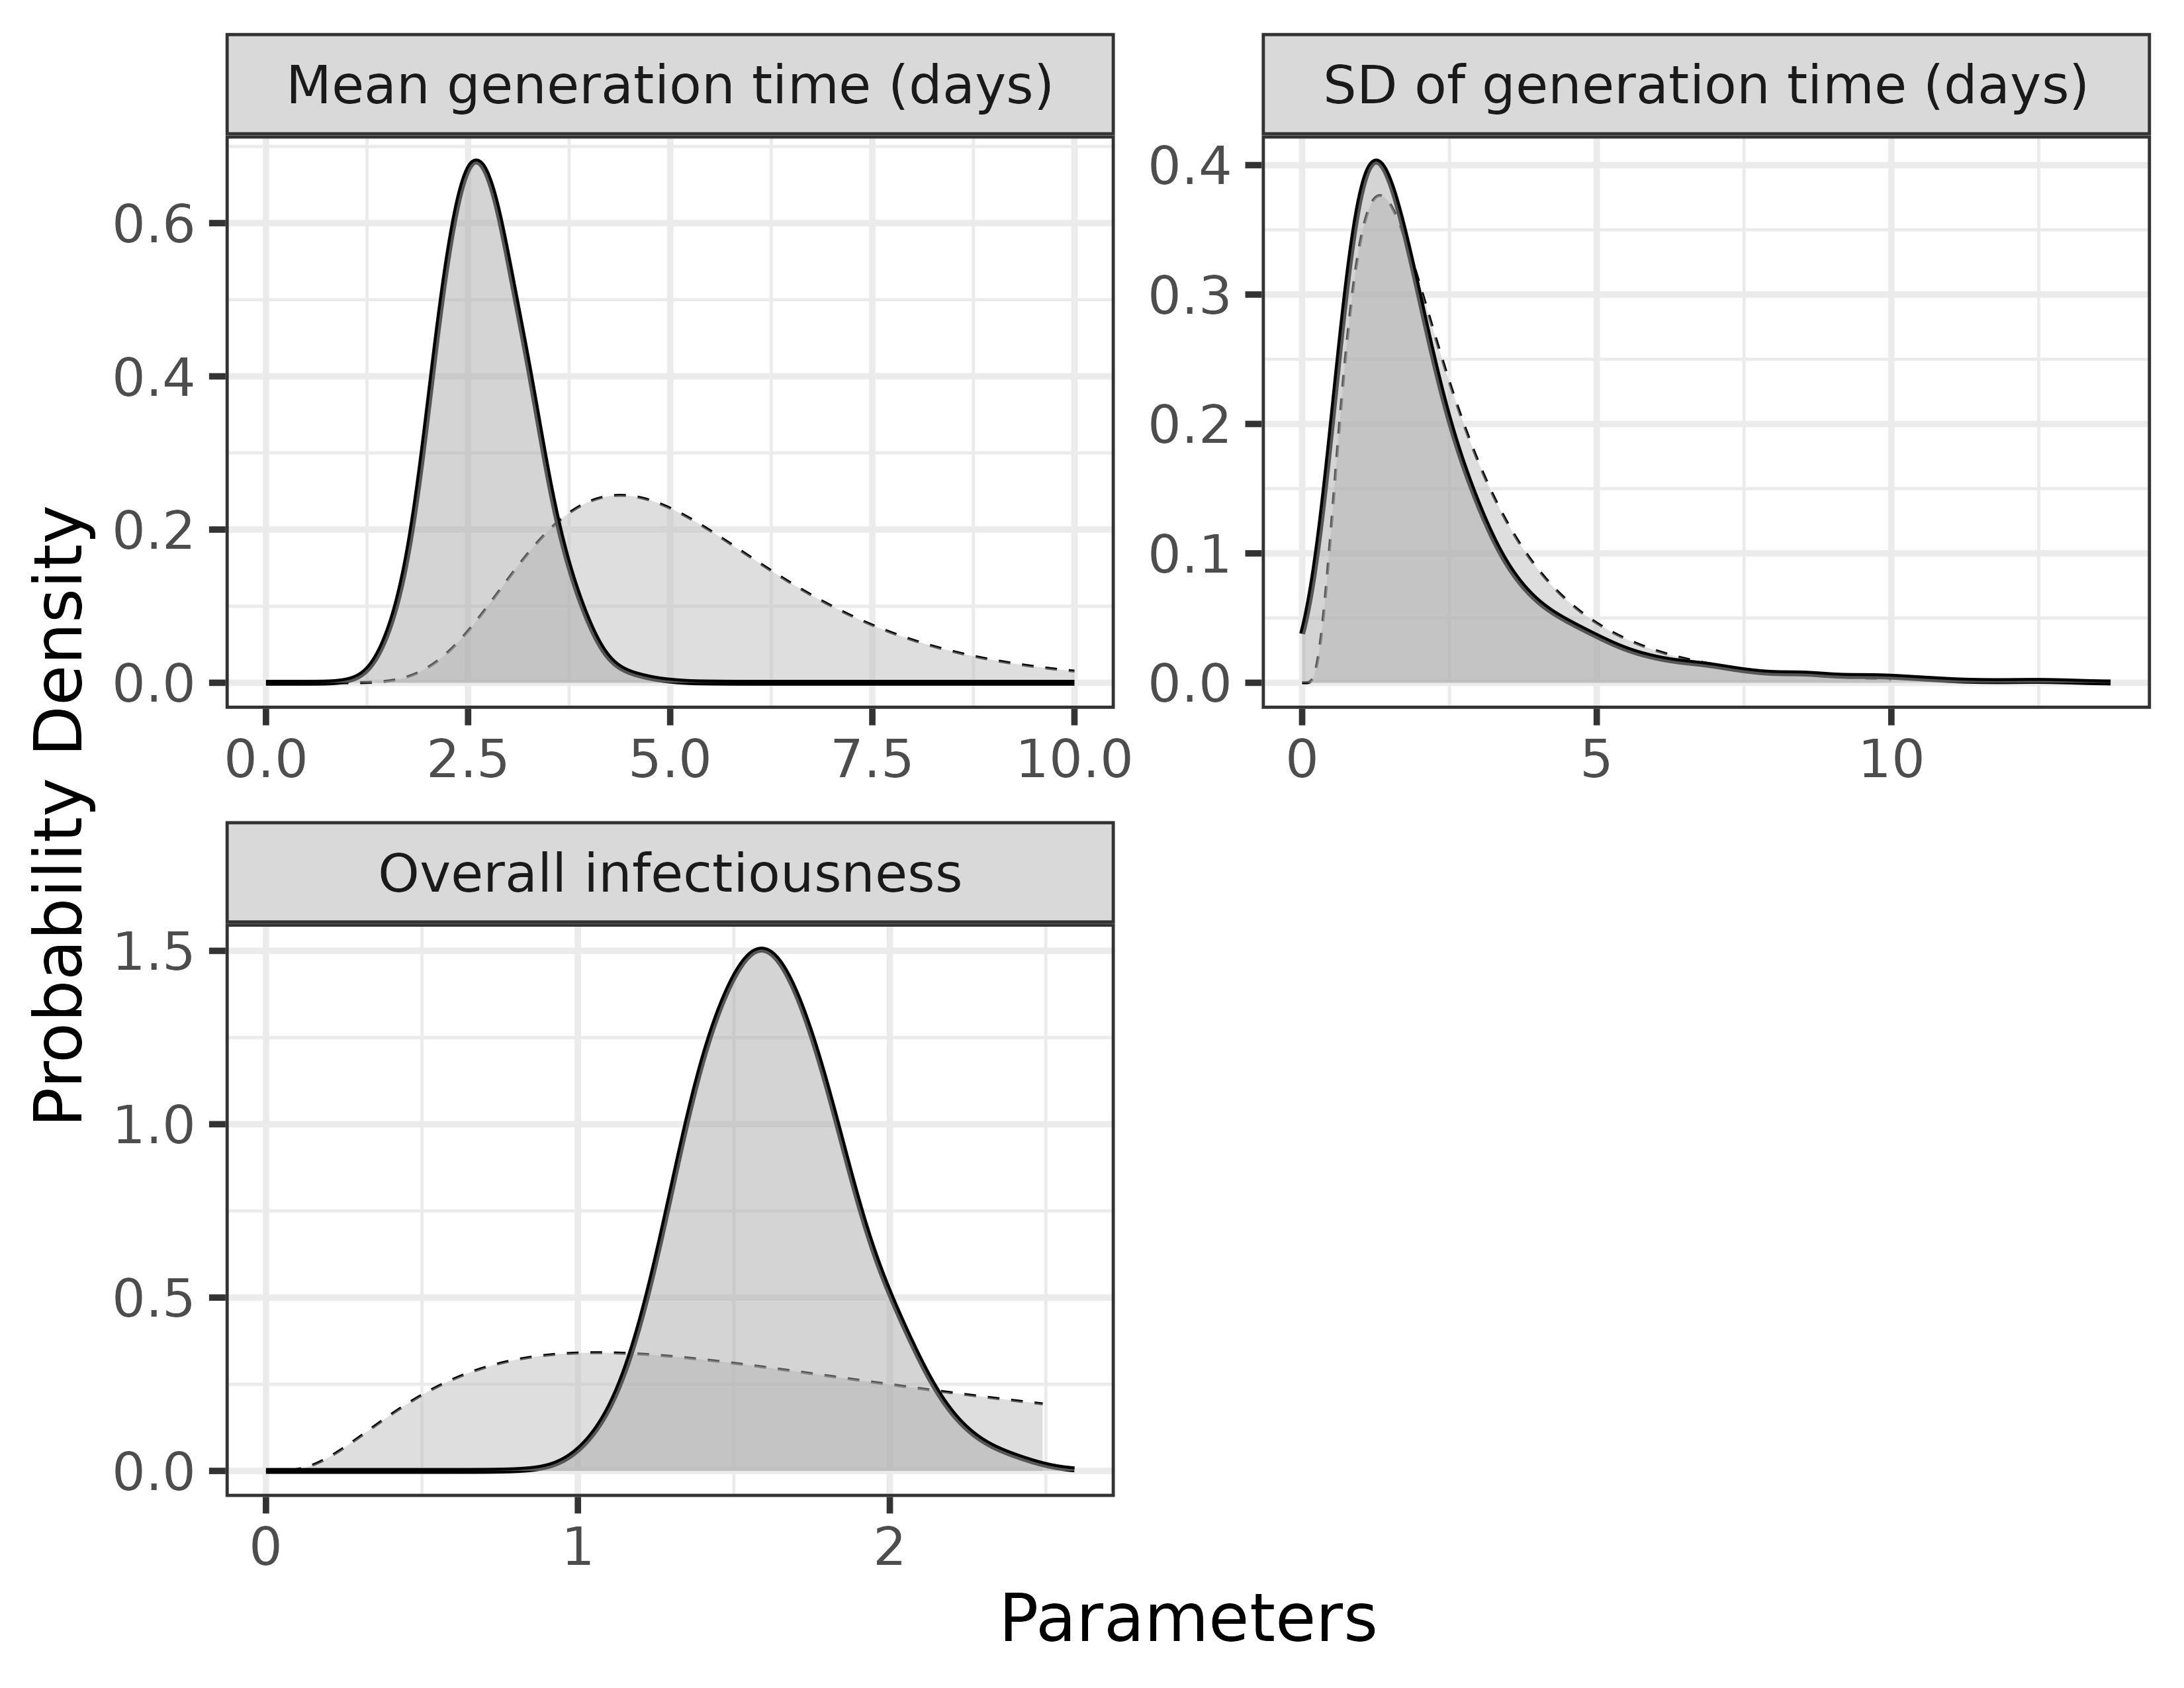 Mean generation time (days)
SD of generation time (days)
0.6
0.4
0.2
0.0
0.0 2.5 5.0 7.5 10.0
0.4
0.3
0.2
0.1
0.0
0 5 10
Overall infectiousness
1.5
1.0
0.5
0.0
0 1 2
Probability Density
Parameters